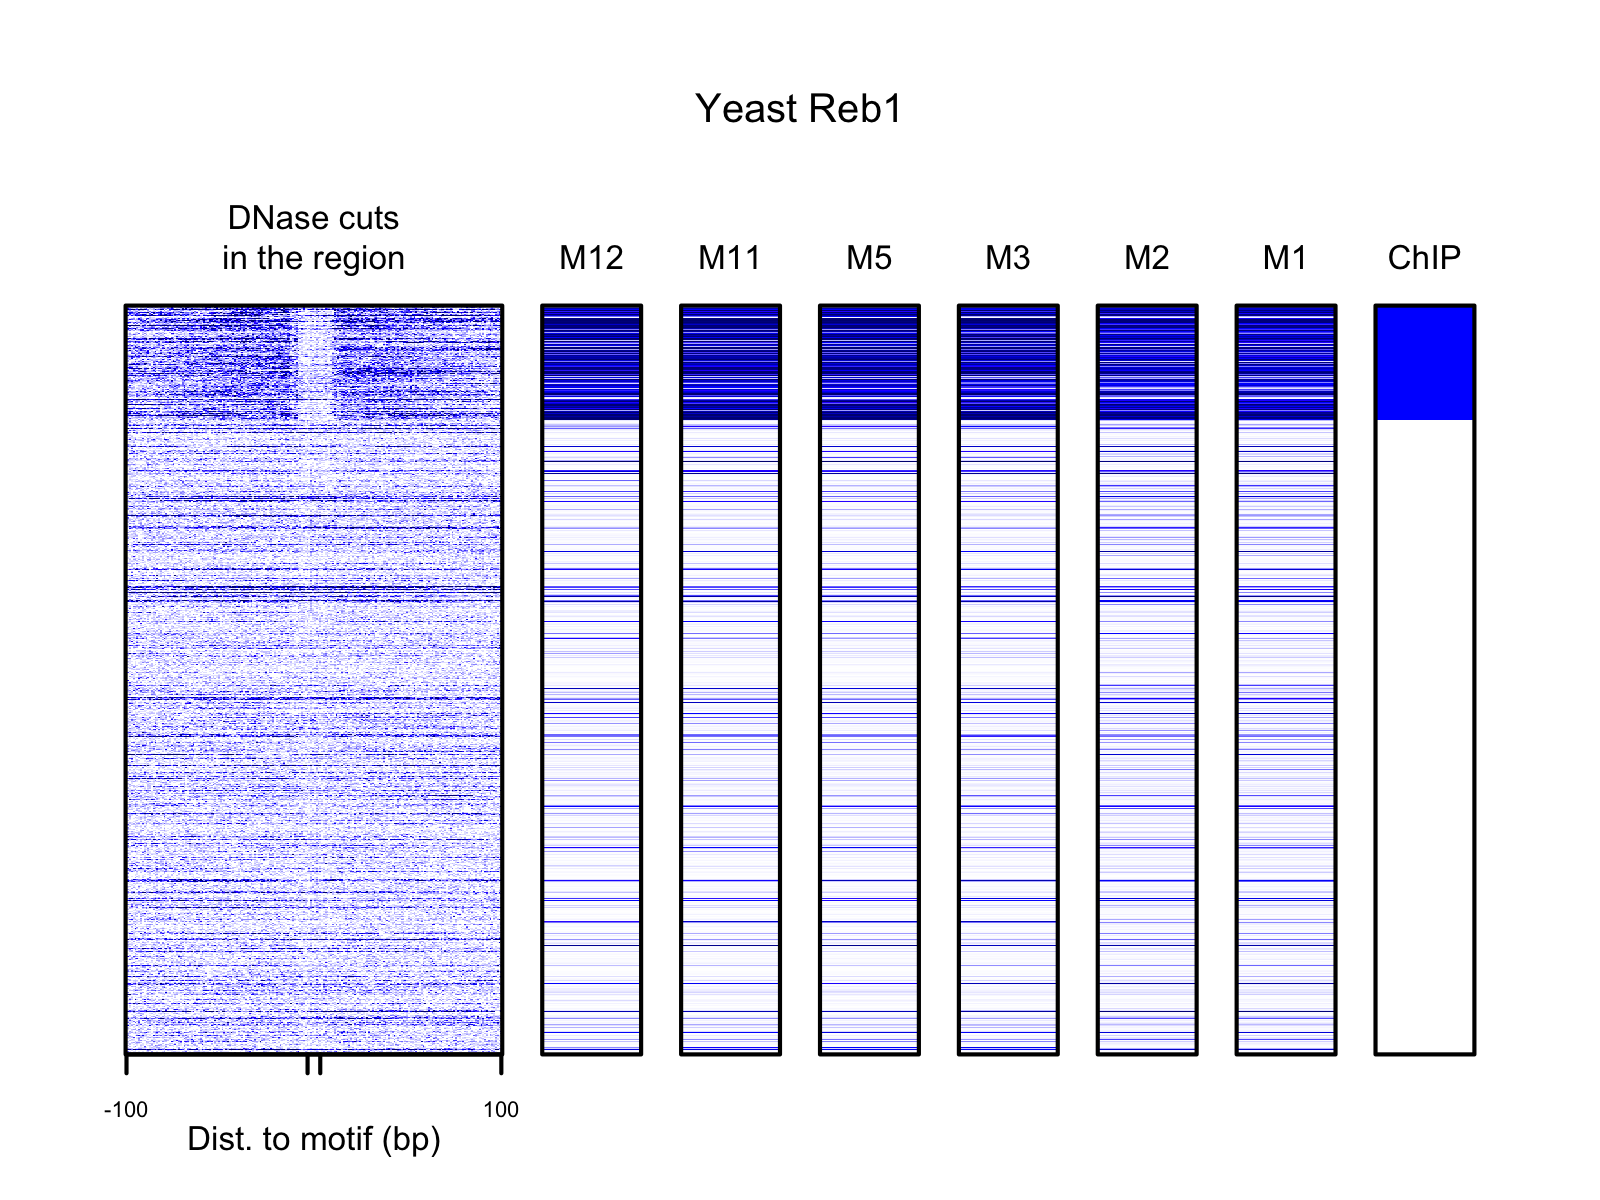 Yeast Reb1
DNase cuts
in the region
M12
M11
M5
M3
M2
M1
ChIP
-100
100
Dist. to motif (bp)